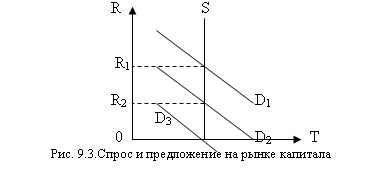 R S
R1
R2
D1
D3
0 D2 T
Рис. 9.3.Спрос и предложение на рынке капитала